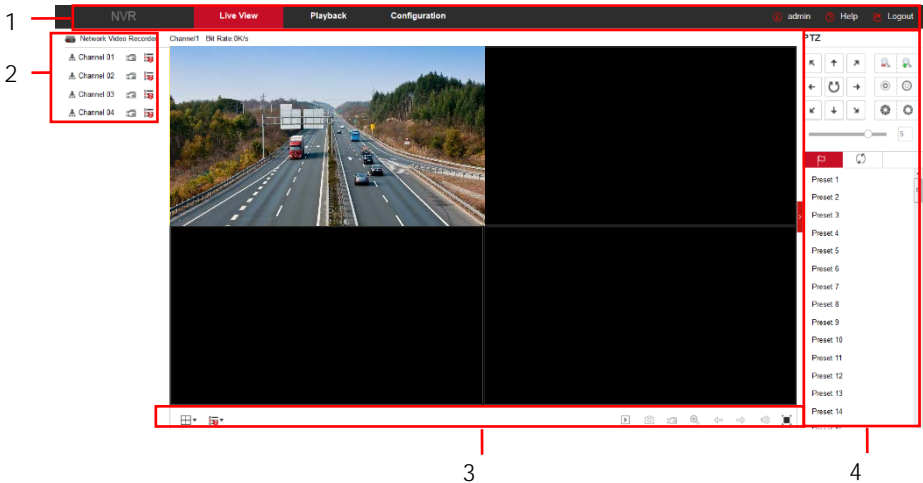 1
NVR Live View Playback Configuration admin Help Logout
2
Network Video Recorder
Channel 01
Channel 02
Channel 03
Channel 04
Channel1 Bit Rate:0K/s
PTZ
5
Preset 1
Preset 2
Preset 3
Preset 4
Preset 5
Preset 6
Preset 7
Preset 8
Preset 9
Preset 10
Preset 11
Preset 12
Preset 13
Preset 14
3
4